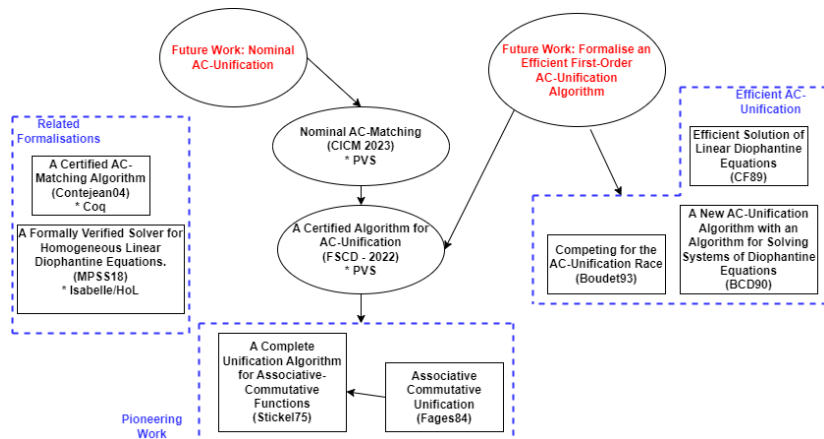 Future Work: Nominal
AC-Unification
Future Work: Formalise an
Efficient First-Order
AC-Unification
Algorithm
Efficient AC-
Unification
Related
Formalisations
A Certified AC-
Matching Algorithm
(Contejean04)
* Coq
A Formally Verified Solver for
Homogeneous Linear
Diophantine Equations.
(MPSS18)
* Isabelle/HoL
Nominal AC-Matching
(CICM 2023)
* PVS
A Certified Algorithm for
AC-Unification
(FSCD - 2022)
* PVS
Efficient Solution of
Linear Diophantine
Equations
(CF89)
Competing for the
AC-Unification Race
(Boudet93)
A New AC-Unification
Algorithm with an
Algorithm for Solving
Systems of Diophantine
Equations
(BCD90)
A Complete
Unification Algorithm
for Associative-
Commutative
Functions
(Stickel75)
Associative
Commutative
Unification
(Fages84)
Pioneering
Work